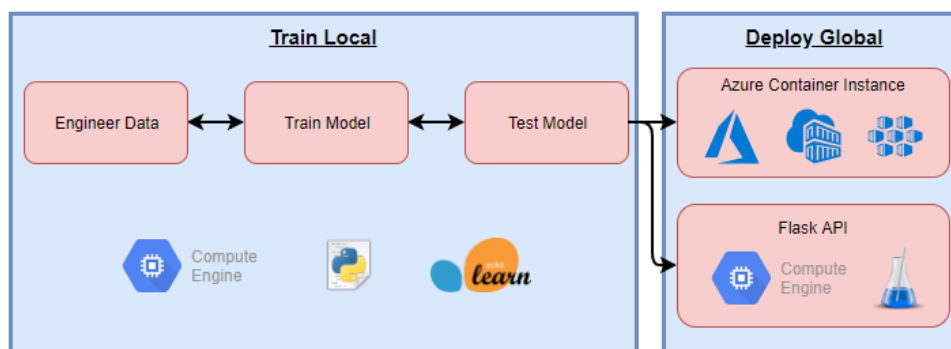 Train Local
Engineer Data
Train Model
Test Model
Compute
Engine
scikit
learn
Deploy Global
Azure Container Instance
Flask API
Compute
Engine